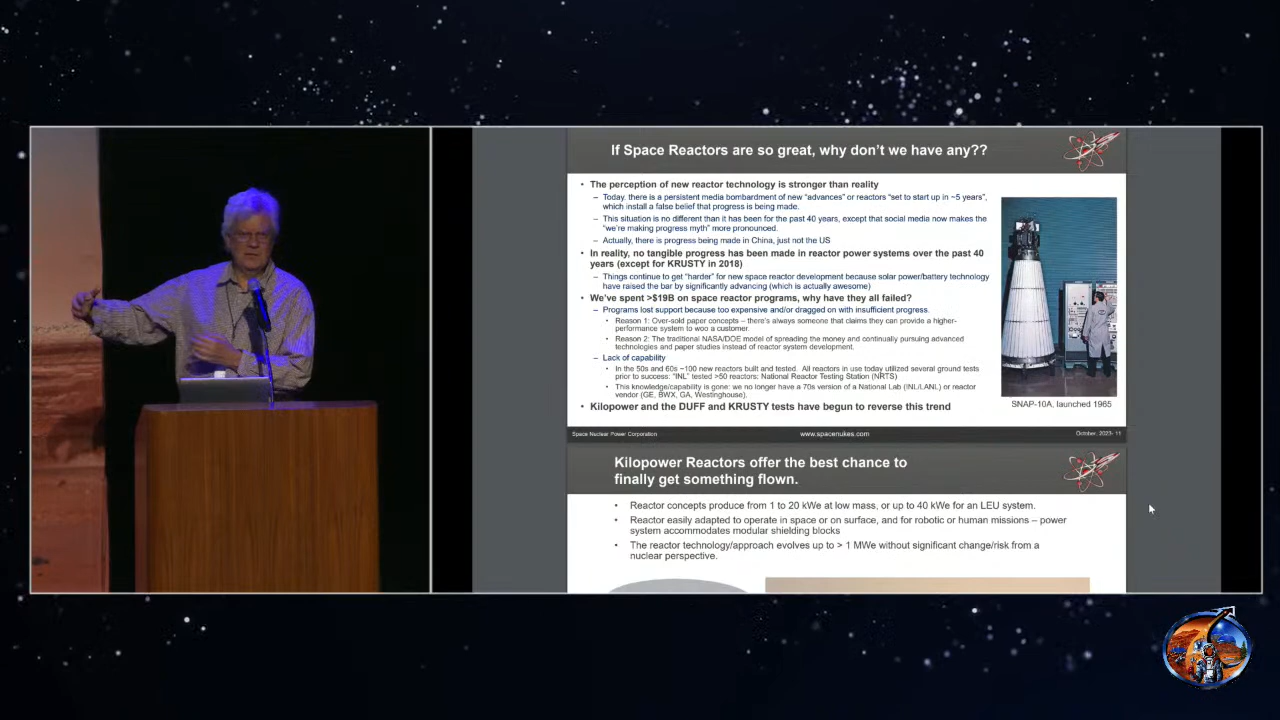 If Space Reactors are so great, why don't we have any??
• The perception of new reactor technology is stronger than reality
– Today, there is a persistent media bombardment of new "advances" or reactors "set to start up in ~5 years",
which install a false belief that progress is being made.
– This situation is no different than it has been for the past 40 years, except that social media now makes the
"we're making progress myth" more pronounced.
– Actually, there is progress being made in China, just not the US
• In reality, no tangible progress has been made in reactor power systems over the past 40
years (except for KRUSTY in 2018)
– Things continue to get "harder" for new space reactor development because solar power/battery technology
have raised the bar by significantly advancing (which is actually awesome)
• We've spent >$19B on space reactor programs, why have they all failed?
– Programs lost support because too expensive and/or dragged on with insufficient progress.
• Reason 1: Over-sold paper concepts – there's always someone that claims they can provide a higher-
performance system to woo a customer.
• Reason 2: The traditional NASA/DOE model of spreading the money and continually pursuing advanced
technologies and paper studies instead of reactor system development.
– Lack of capability
• In the 50s and 60s ~100 new reactors built and tested. All reactors in use today utilized several ground tests
prior to success: "INL" tested >50 reactors: National Reactor Testing Station (NRTS)
• This knowledge/capability is gone: we no longer have a 70s version of a National Lab (INL/LANL) or reactor
vendor (GE, BWX, GA, Westinghouse).
• Kilopower and the DUFF and KRUSTY tests have begun to reverse this trend
SNAP-10A, launched 1965
Space Nuclear Power Corporation
www.spacenukes.com
October, 2023- 11
Kilopower Reactors offer the best chance to
finally get something flown.
• Reactor concepts produce from 1 to 20 kWe at low mass, or up to 40 kWe for an LEU system.
• Reactor easily adapted to operate in space or on surface, and for robotic or human missions – power
system accommodates modular shielding blocks
• The reactor technology/approach evolves up to > 1 MWe without significant change/risk from a
nuclear perspective.